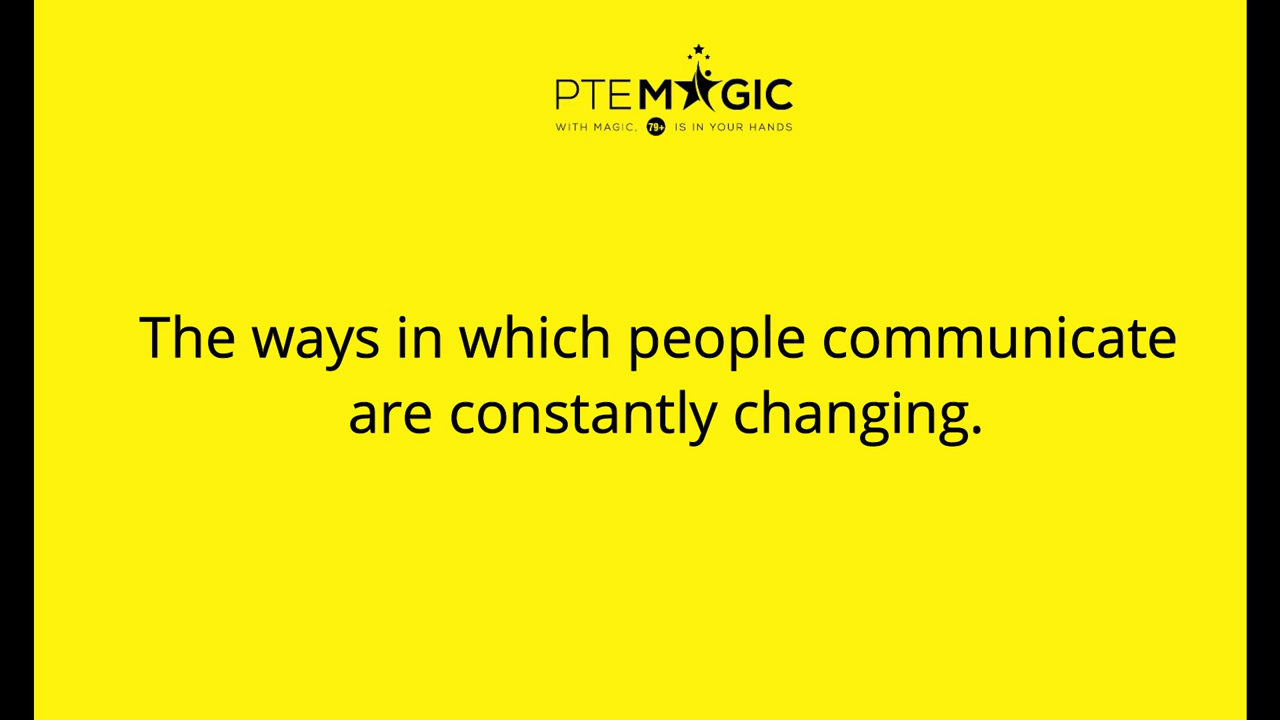 PTEMAGIC
WITH MAGIC, 79+ IS IN YOUR HANDS
The ways in which people communicate
are constantly changing.